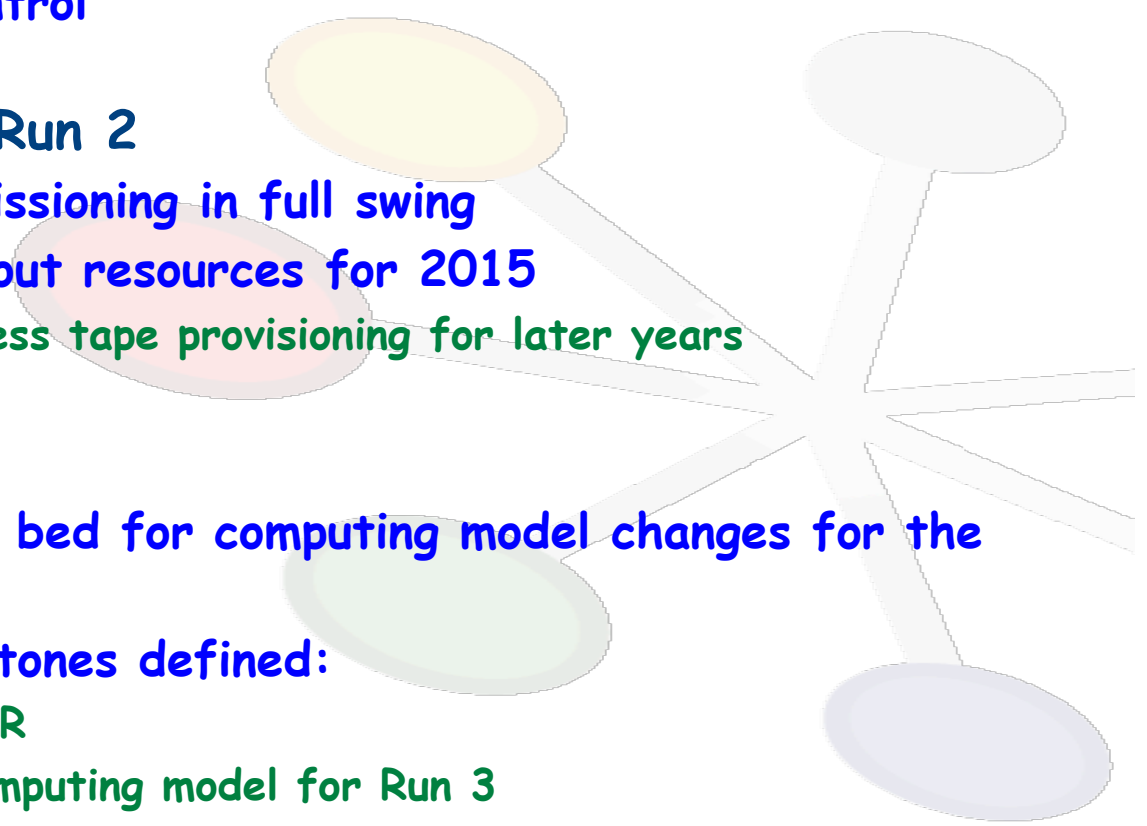 ntrol
Run 2
issioning in full swing
out resources for 2015
ess tape provisioning for later years
bed for computing model changes for the
tones defined:
R
mputing model for Run 3